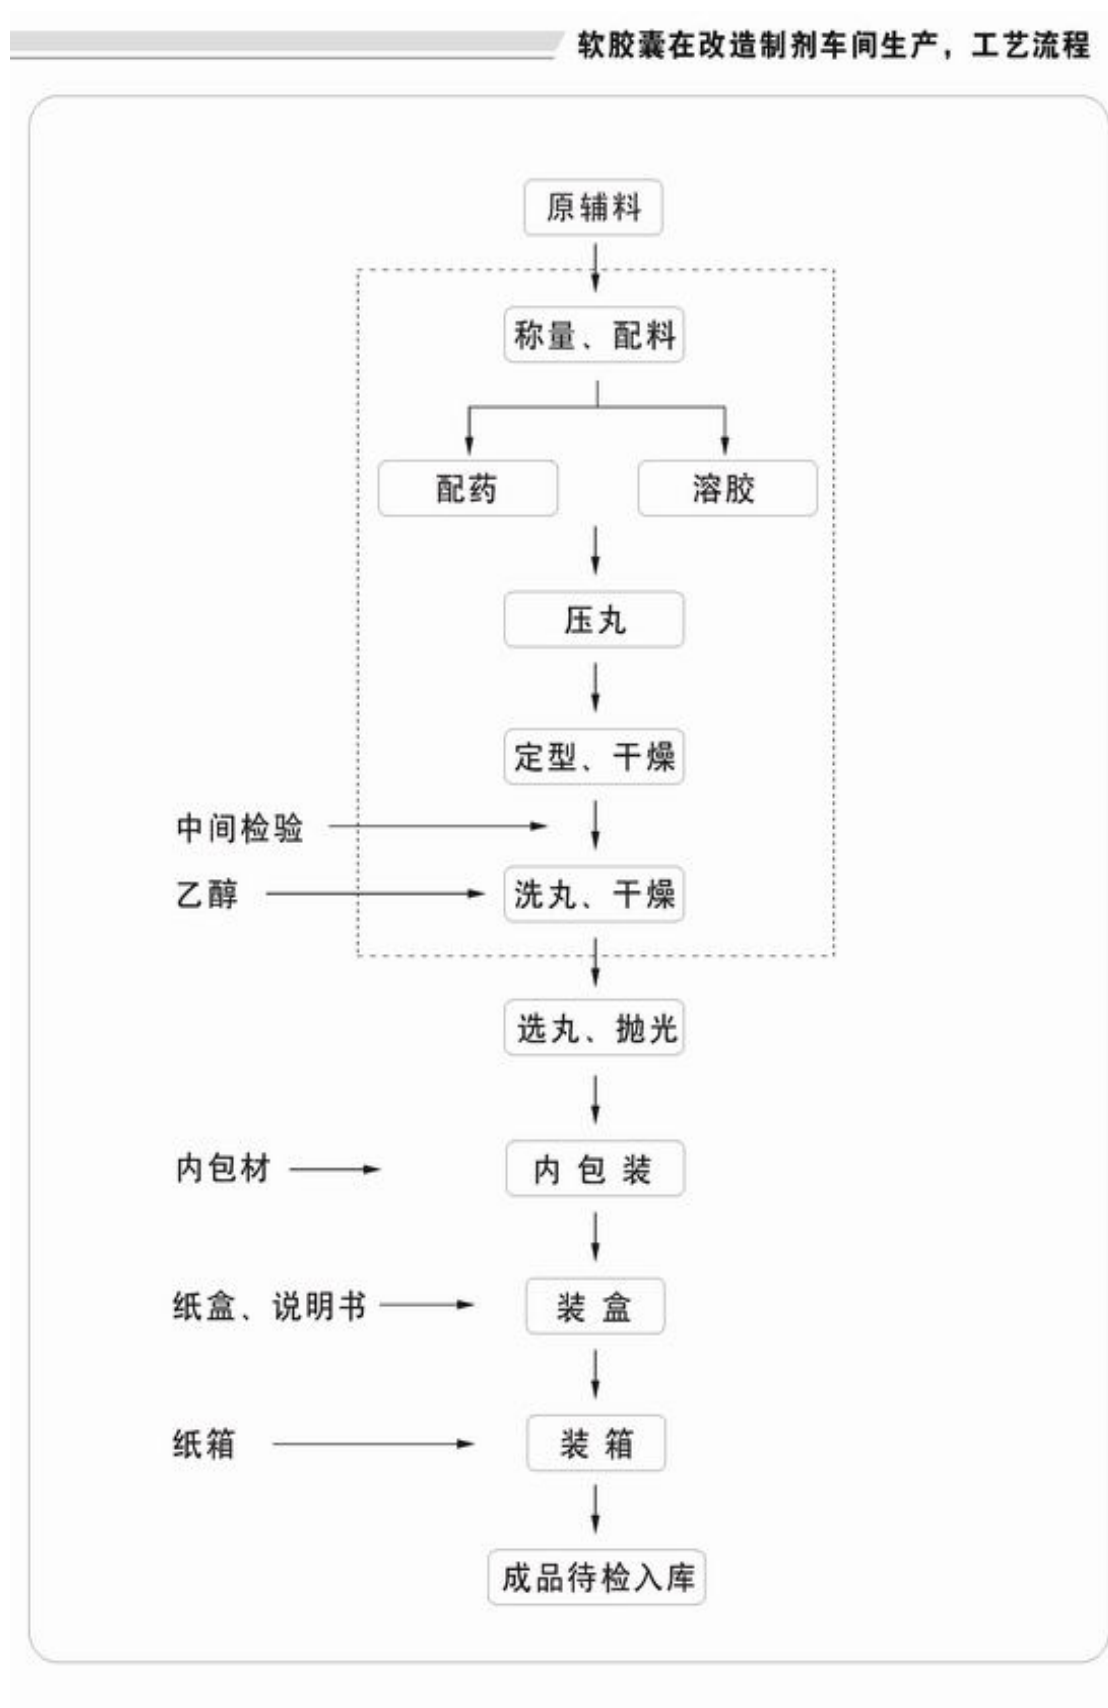 软胶囊在改造制剂车间生产，工艺流程
原辅料
称量、配料
配药
溶胶
压丸
定型、干燥
中间检验
乙醇
洗丸、干燥
选丸、抛光
内包材
内 包 装
纸盒、说明书
装 盒
纸箱
装 箱
成品待检入库